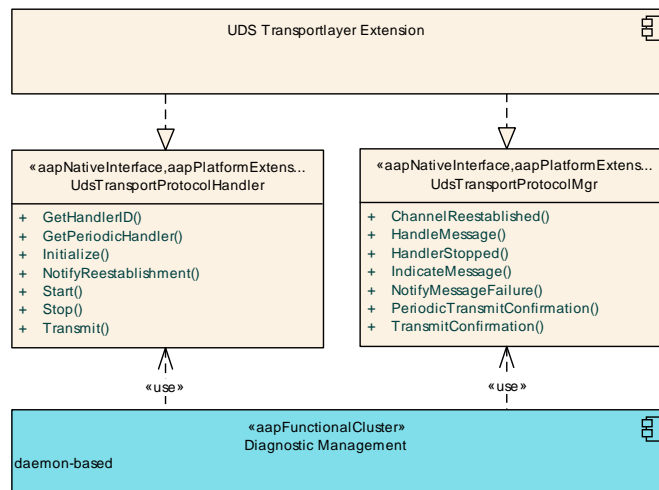 UDS Transportlayer Extension
«aapNativeInterface,aapPlatformExtens...
UdsTransportProtocolHandler
+ GetHandlerID()
+ GetPeriodicHandler()
+ Initialize()
+ NotifyReestablishment()
+ Start()
+ Stop()
+ Transmit()
«aapNativeInterface,aapPlatformExtens...
UdsTransportProtocolMgr
+ ChannelReestablished()
+ HandleMessage()
+ HandlerStopped()
+ IndicateMessage()
+ NotifyMessageFailure()
+ PeriodicTransmitConfirmation()
+ TransmitConfirmation()
«use»
«use»
«aapFunctionalCluster»
Diagnostic Management
daemon-based